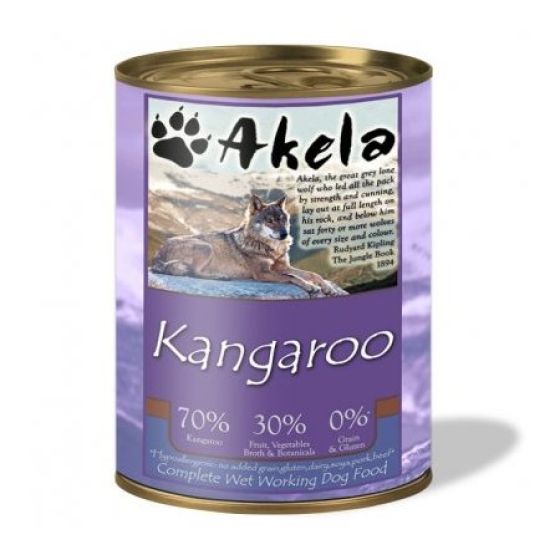 Akela
Akela, the great grey lone
wolf who led all the pack
by strength and cunning,
lay out at full length on
his rock, and below him
sat forty or more wolves
of every size and colour.
Rudyard Kipling
The Jungle Book
1894
Kangaroo
70% 30% 0%*
Kangaroo Fruit, Vegetables Grain
Broth & Botanicals & Gluten
*Hypoallergenic: no added grain,gluten,dairy,soya,pork,beef*
Complete Wet Working Dog Food